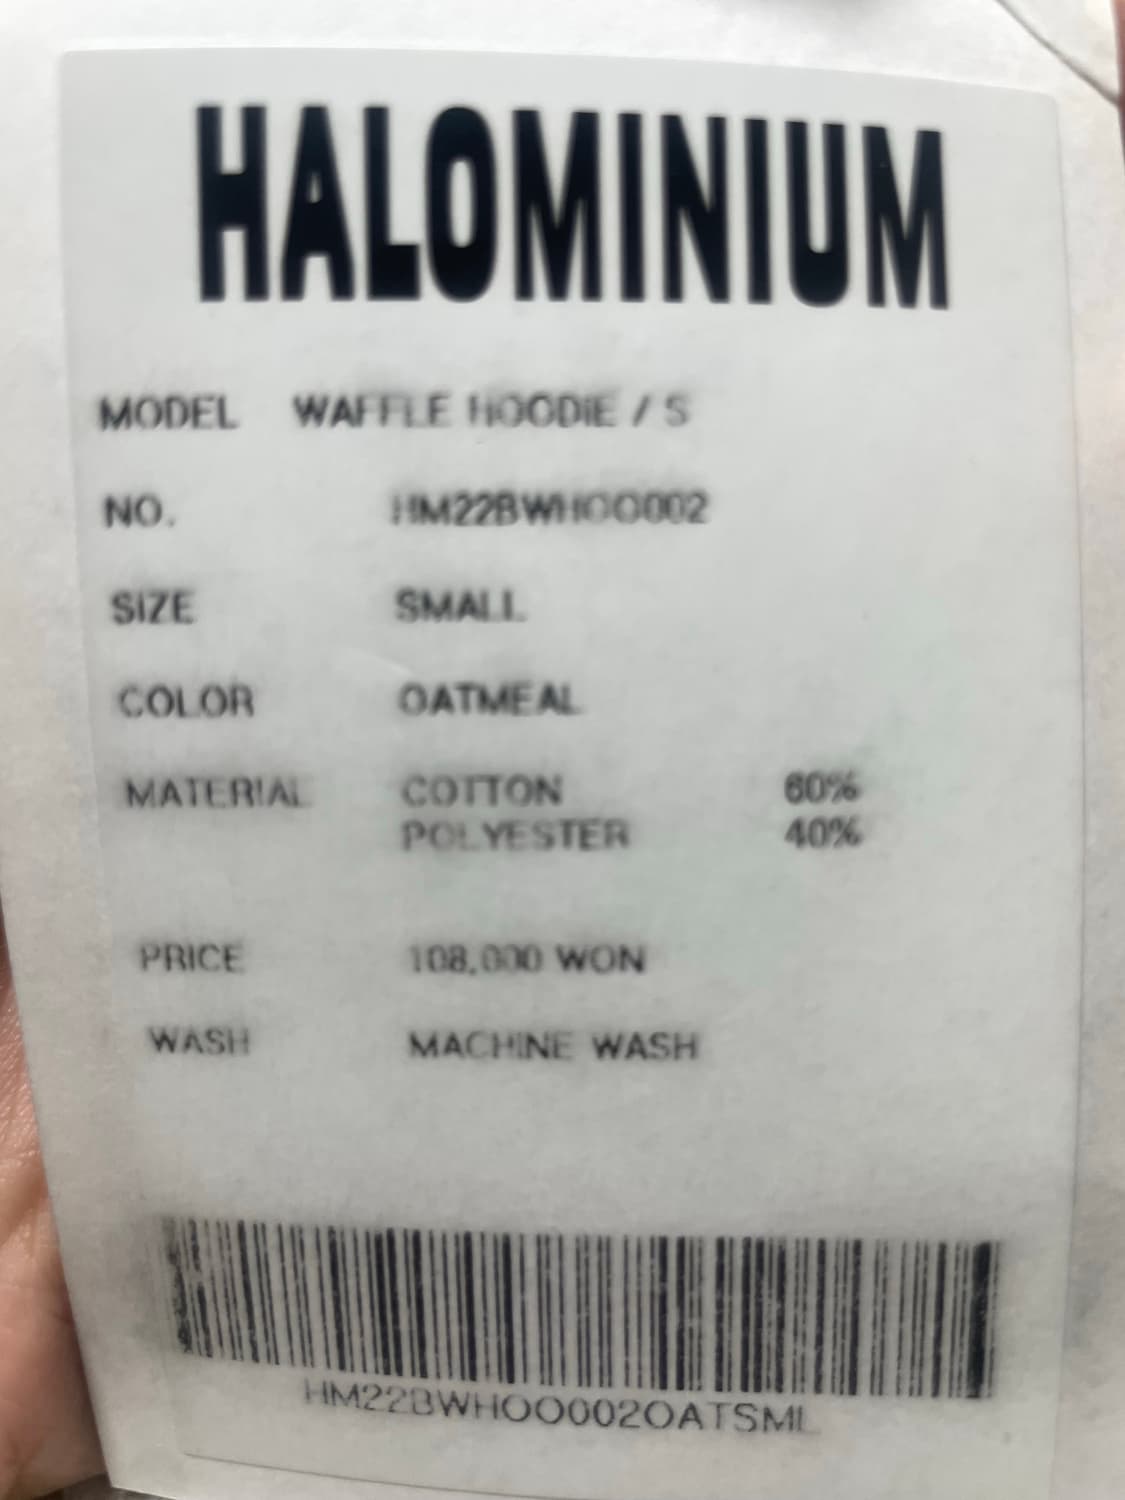 HALOMINIUM
MODEL WAFFLE HOODIE / S
NO. HM22BWHOO002
SIZE SMALL
COLOR OATMEAL
MATERIAL COTTON 60%
POLYESTER 40%
PRICE 108,000 WON
WASH MACHINE WASH
HM22BWHOO002OATSML